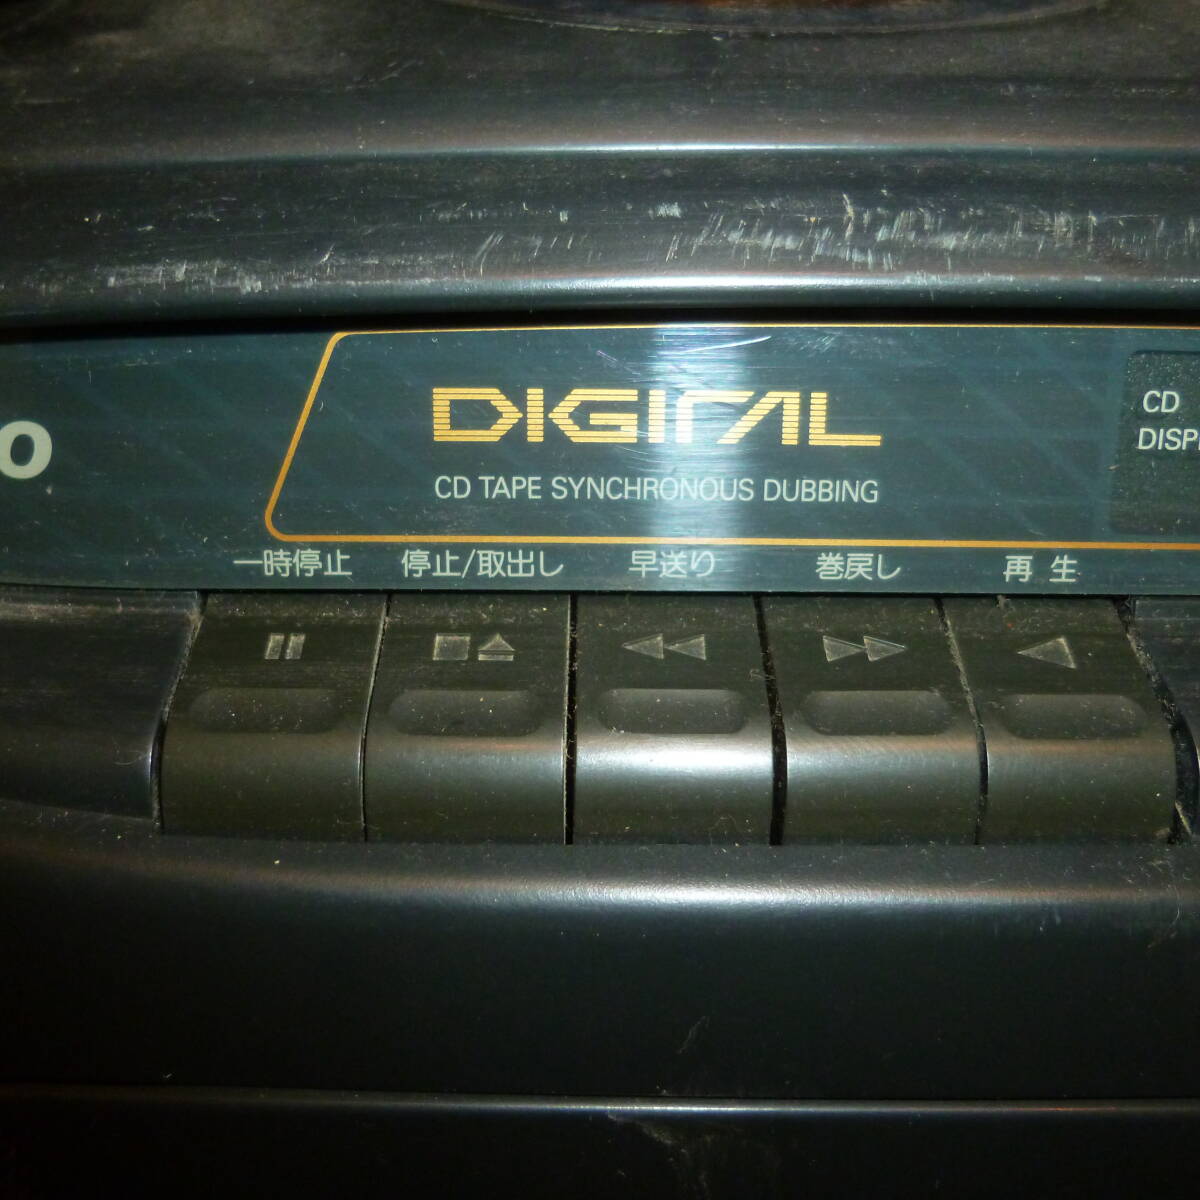 O
DIGITAL
CD TAPE SYNCHRONOUS DUBBING
CD
DISP
一時停止 停止/取出し 早送り 巻戻し 再生